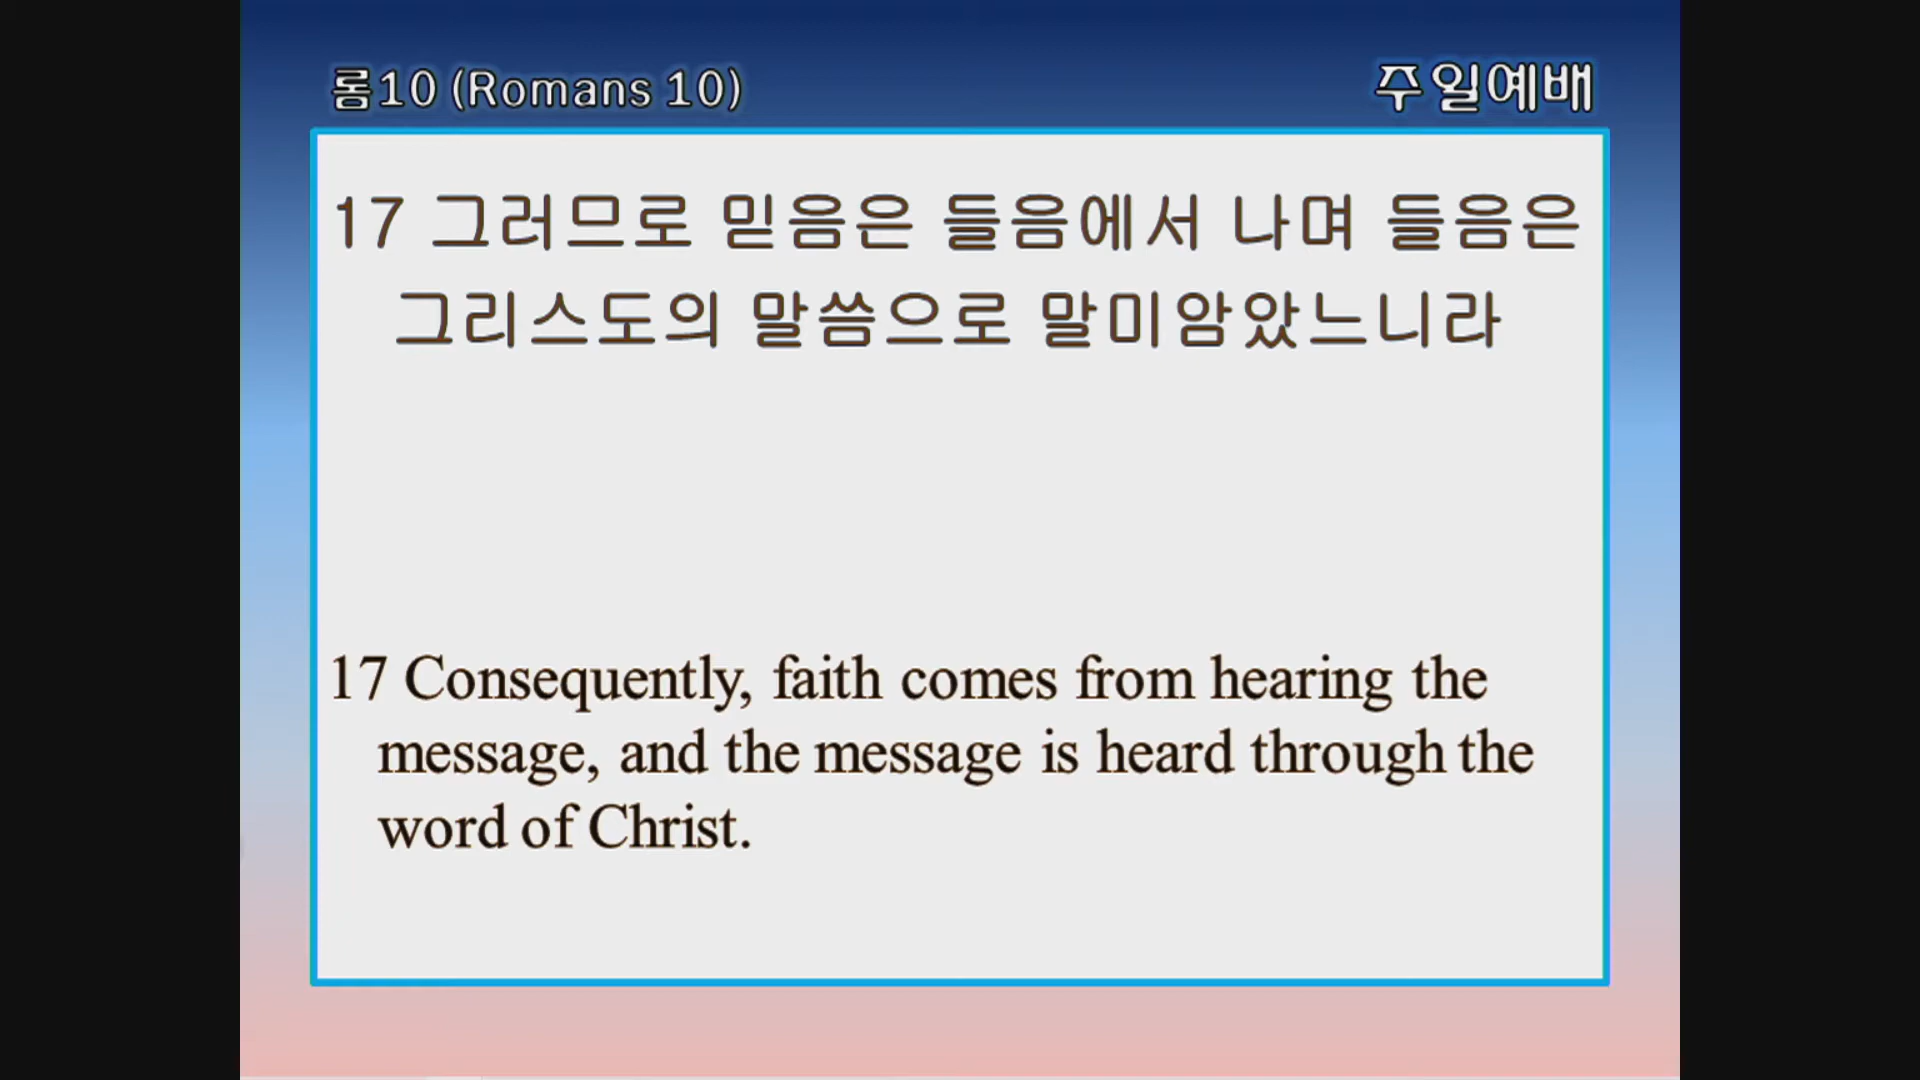 롬10 (Romans 10)
주일예배
17 그러므로 믿음은 들음에서 나며 들음은
그리스도의 말씀으로 말미암았느니라
17 Consequently, faith comes from hearing the
message, and the message is heard through the
word of Christ.